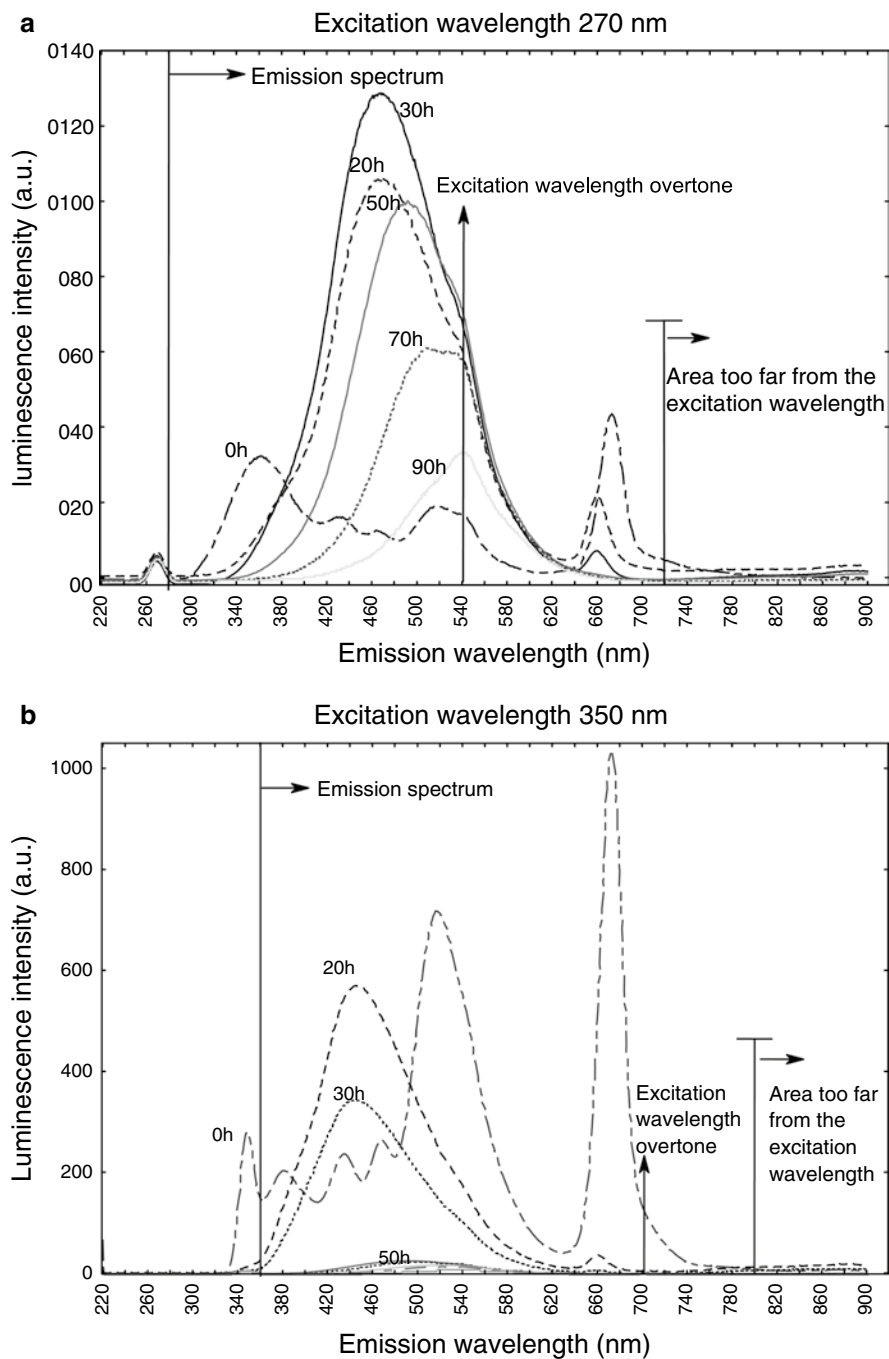 a
Excitation wavelength 270 nm
luminescence intensity (a.u.)
0140
0120
0100
080
060
040
020
00
Emission spectrum
30h
20h
50h
Excitation wavelength overtone
70h
0h
90h
Area too far from the
excitation wavelength
220 260 300 340 380 420 460 500 540 580 620 660 700 740 780 820 860 900
Emission wavelength (nm)
b
Excitation wavelength 350 nm
Luminescence intensity (a.u.)
1000
800
600
400
200
0
Emission spectrum
20h
30h
0h
50h
Excitation
wavelength
overtone
Area too far
from the
excitation
wavelength
220 260 300 340 380 420 460 500 540 580 620 660 700 740 780 820 860 900
Emission wavelength (nm)